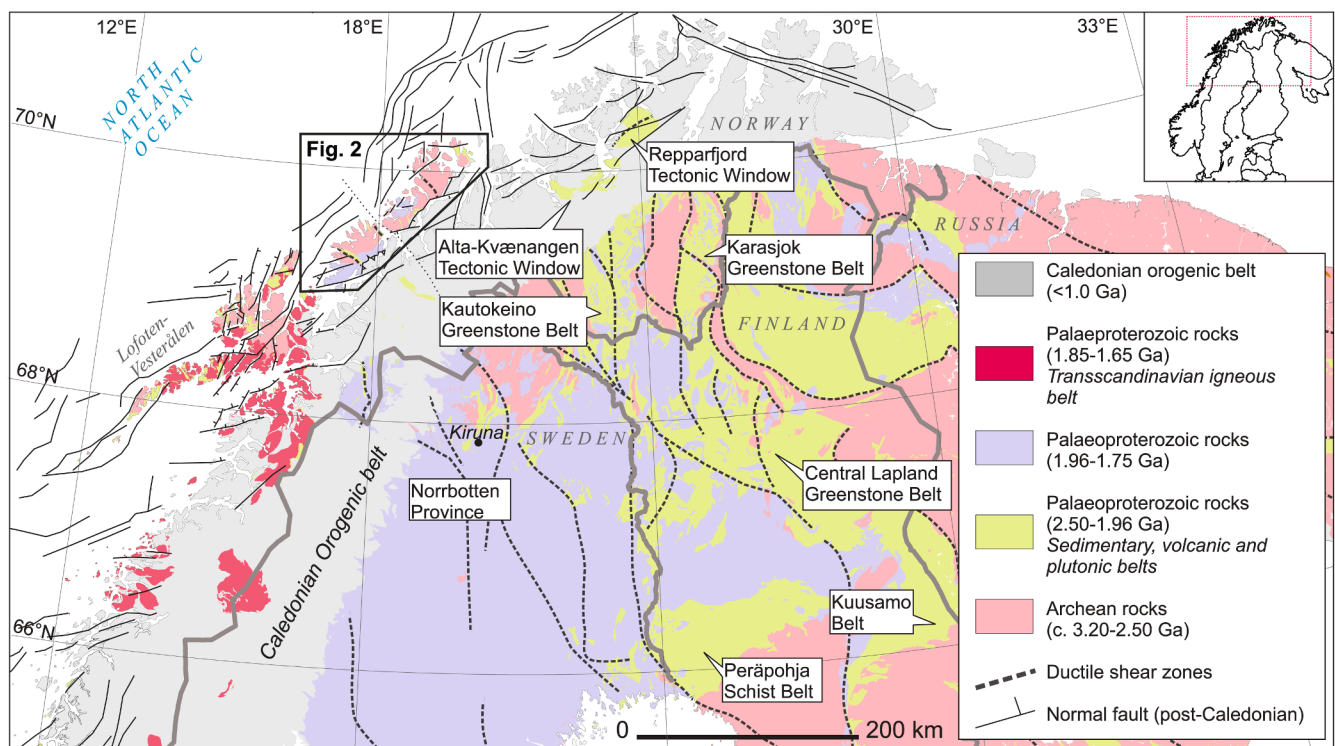 12°E
18°E
30°E
33°E
70°N
NORTH
ATLANTIC
OCEAN
Fig. 2
NORWAY
Repparfjord
Tectonic Window
RUSSIA
Alta-Kvænangen
Tectonic Window
Karasjok
Greenstone Belt
Kautokeino
Greenstone Belt
FINLAND
Lofoten-
Vesterålen
68°N
Kiruna
SWEDEN
Central Lapland
Greenstone Belt
Norrbotten
Province
Caledonian Orogenic belt
66°N
Kuusamo
Belt
Peräpohja
Schist Belt
0 200 km
Caledonian orogenic belt
(<1.0 Ga)
Palaeproterozoic rocks
(1.85-1.65 Ga)
Transscandinavian igneous
belt
Palaeoproterozoic rocks
(1.96-1.75 Ga)
Palaeoproterozoic rocks
(2.50-1.96 Ga)
Sedimentary, volcanic and
plutonic belts
Archean rocks
(c. 3.20-2.50 Ga)
Ductile shear zones
Normal fault (post-Caledonian)